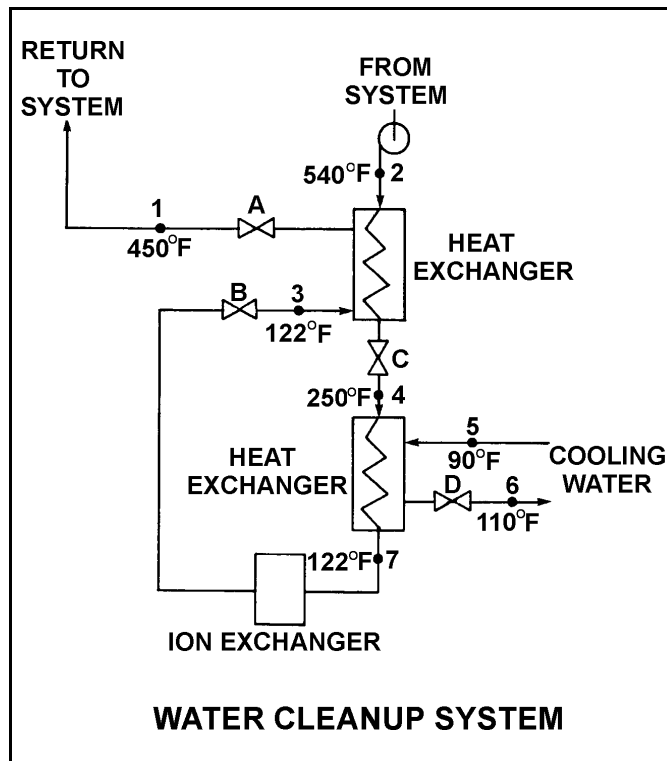 RETURN
TO
SYSTEM
FROM
SYSTEM
540°F 2
1
A
450°F
HEAT
EXCHANGER
B
3
122°F
C
250°F 4
5
HEAT
EXCHANGER
90°F
COOLING
WATER
D
6
110°F
122°F 7
ION EXCHANGER
WATER CLEANUP SYSTEM